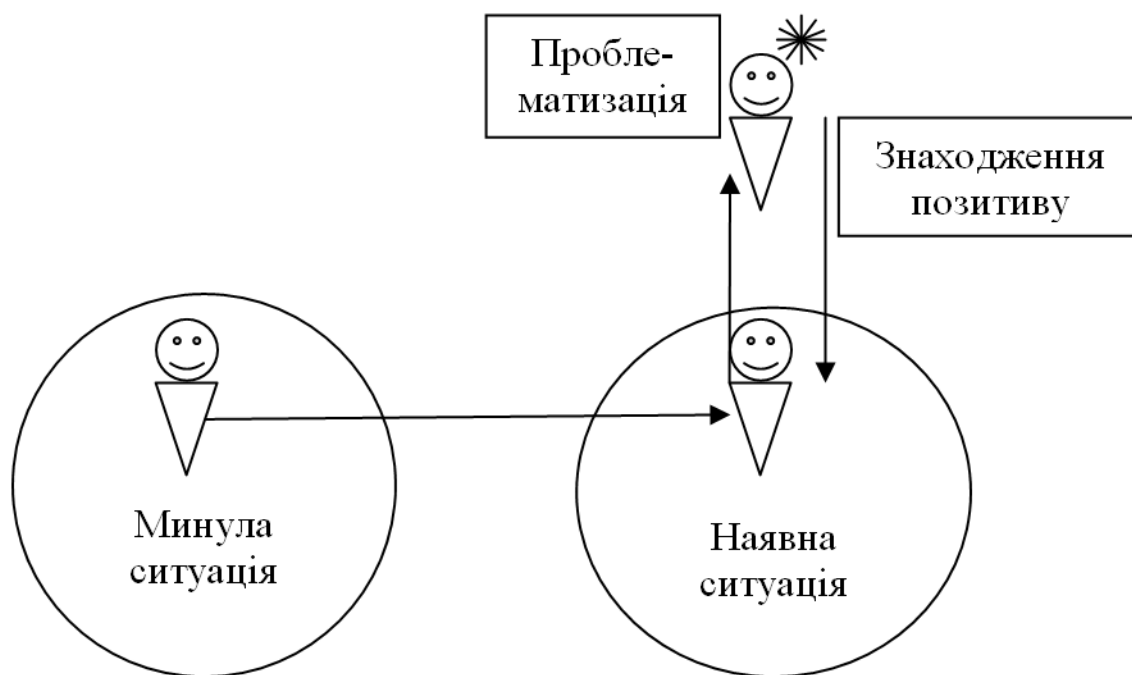 Пробле-
матизація
Знаходження
позитиву
Минула
ситуація
Наявна
ситуація